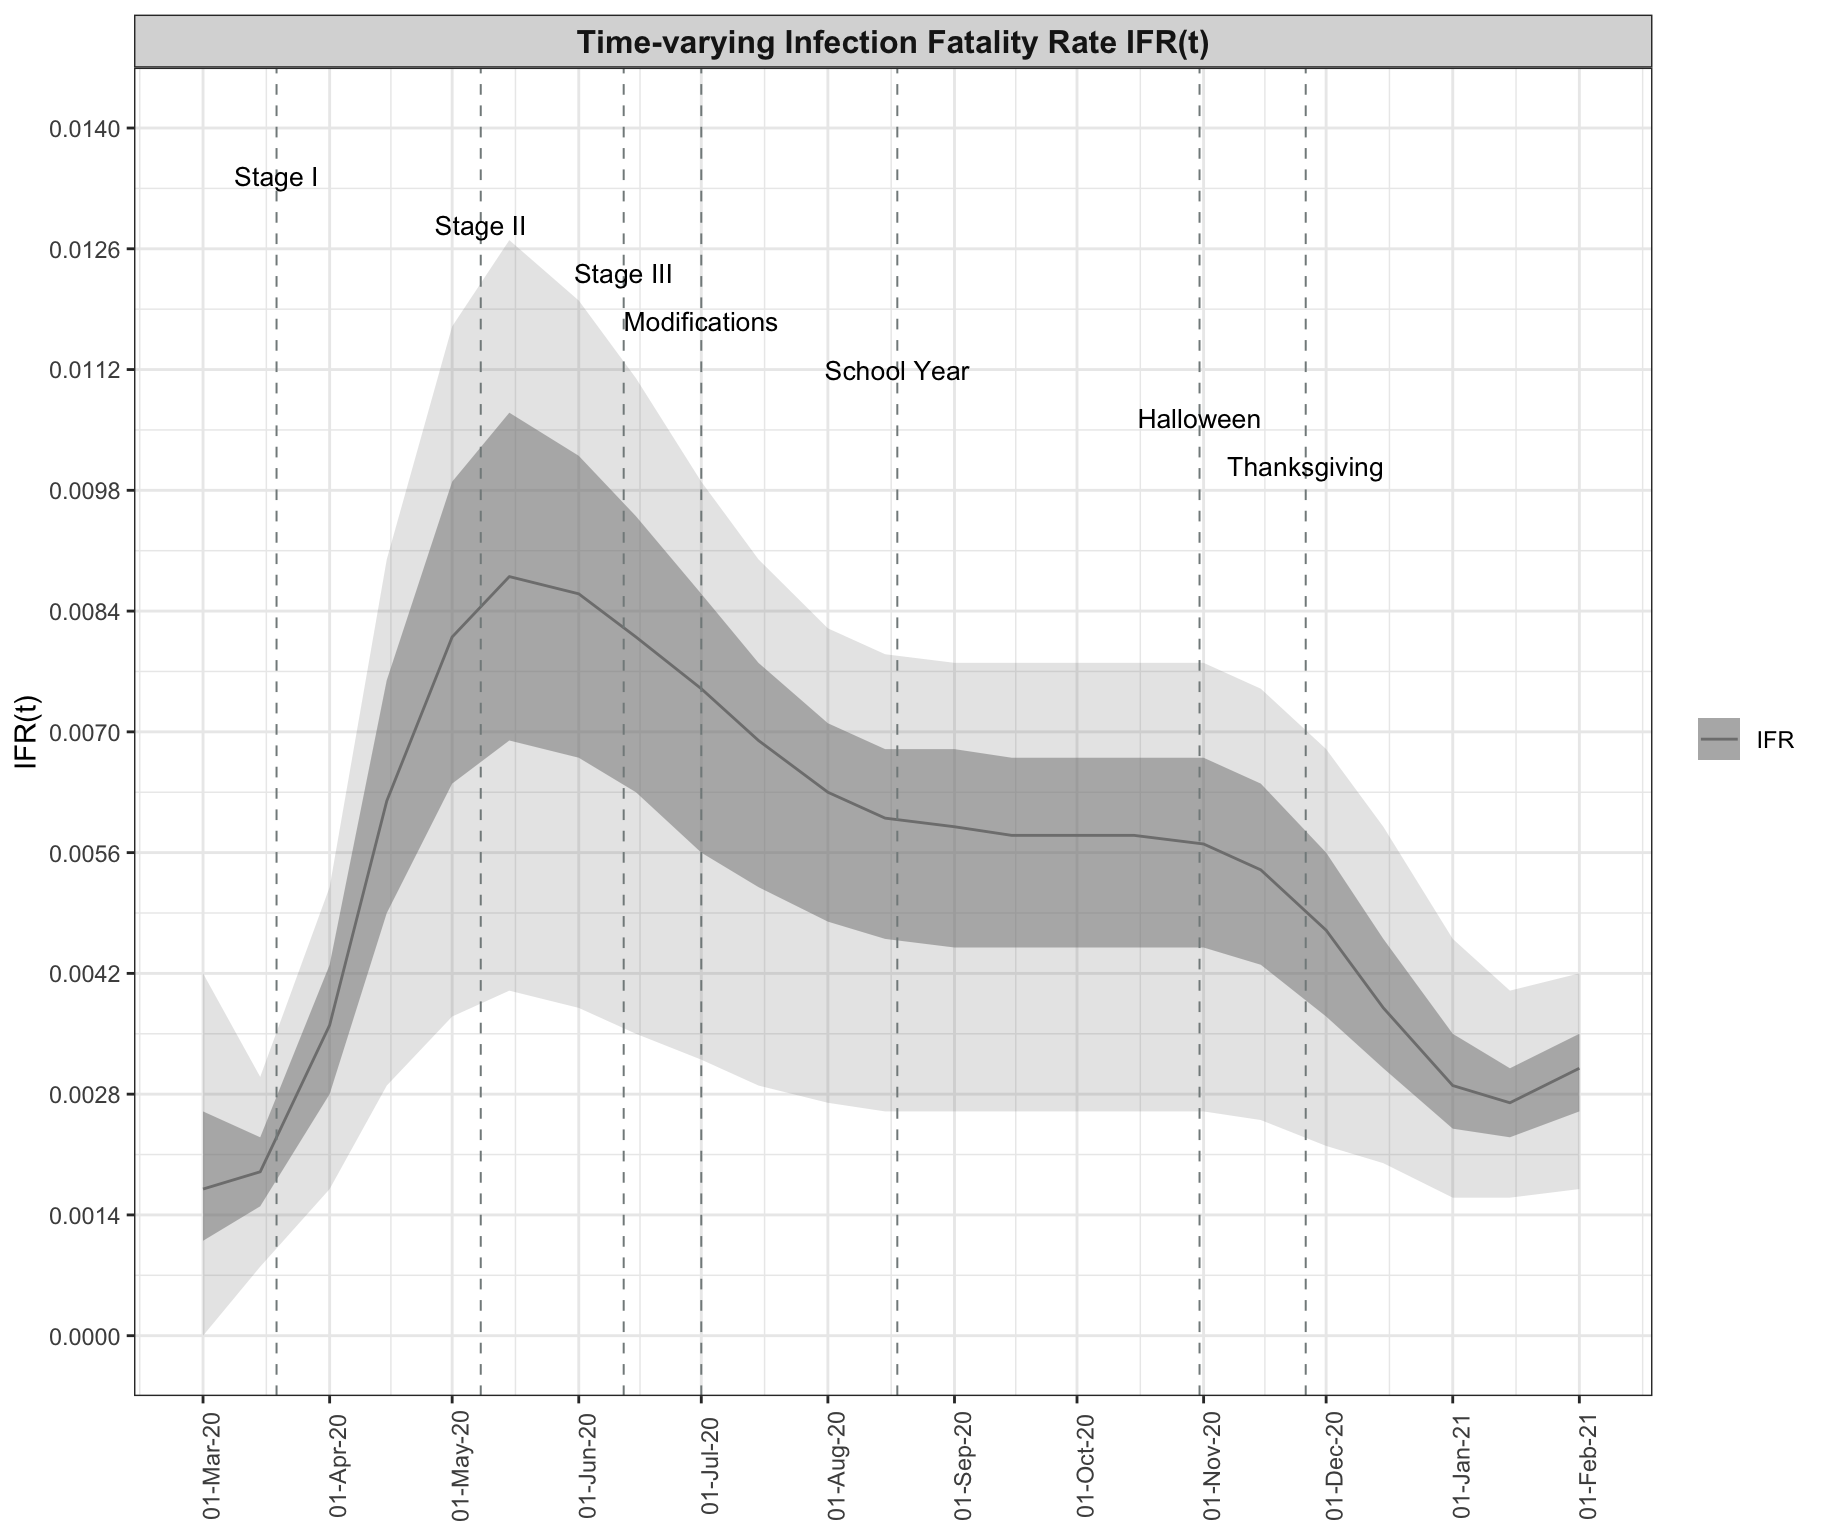 Time-varying Infection Fatality Rate IFR(t)
0.0140
Stage I
Stage II
0.0126
Stage III
Modifications
0.0112
School Year
Halloween
Thanksgiving
0.0098
0.0084
IFR(t)
0.0070
IFR
0.0056
0.0042
0.0028
0.0014
0.0000
01-Mar-20
01-Apr-20
01-May-20
01-Jun-20
01-Jul-20
01-Aug-20
01-Sep-20
01-Oct-20
01-Nov-20
01-Dec-20
01-Jan-21
01-Feb-21